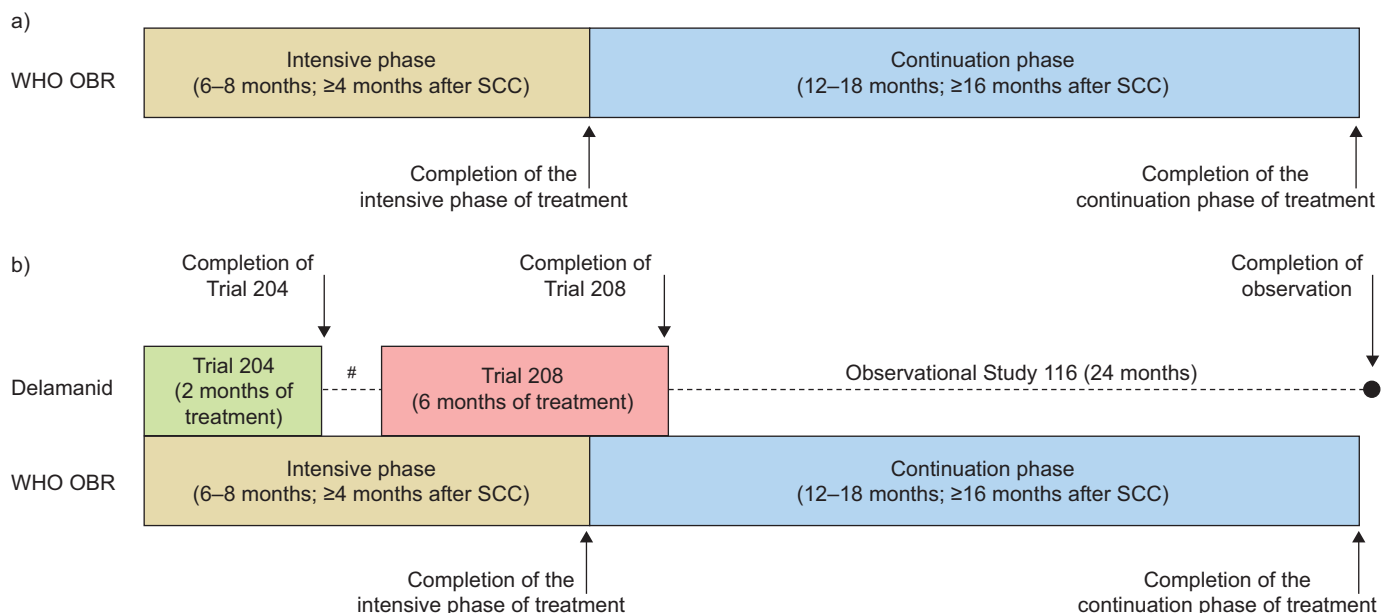 a)
WHO OBR
Intensive phase
(6–8 months; ≥4 months after SCC)
Continuation phase
(12–18 months; ≥16 months after SCC)
Completion of the
intensive phase of treatment
Completion of the
continuation phase of treatment
b)
Completion of
Trial 204
Completion of
Trial 208
Completion of
observation
Delamanid
Trial 204
(2 months of
treatment)
#
Trial 208
(6 months of treatment)
Observational Study 116 (24 months)
WHO OBR
Intensive phase
(6–8 months; ≥4 months after SCC)
Continuation phase
(12–18 months; ≥16 months after SCC)
Completion of the
intensive phase of treatment
Completion of the
continuation phase of treatment